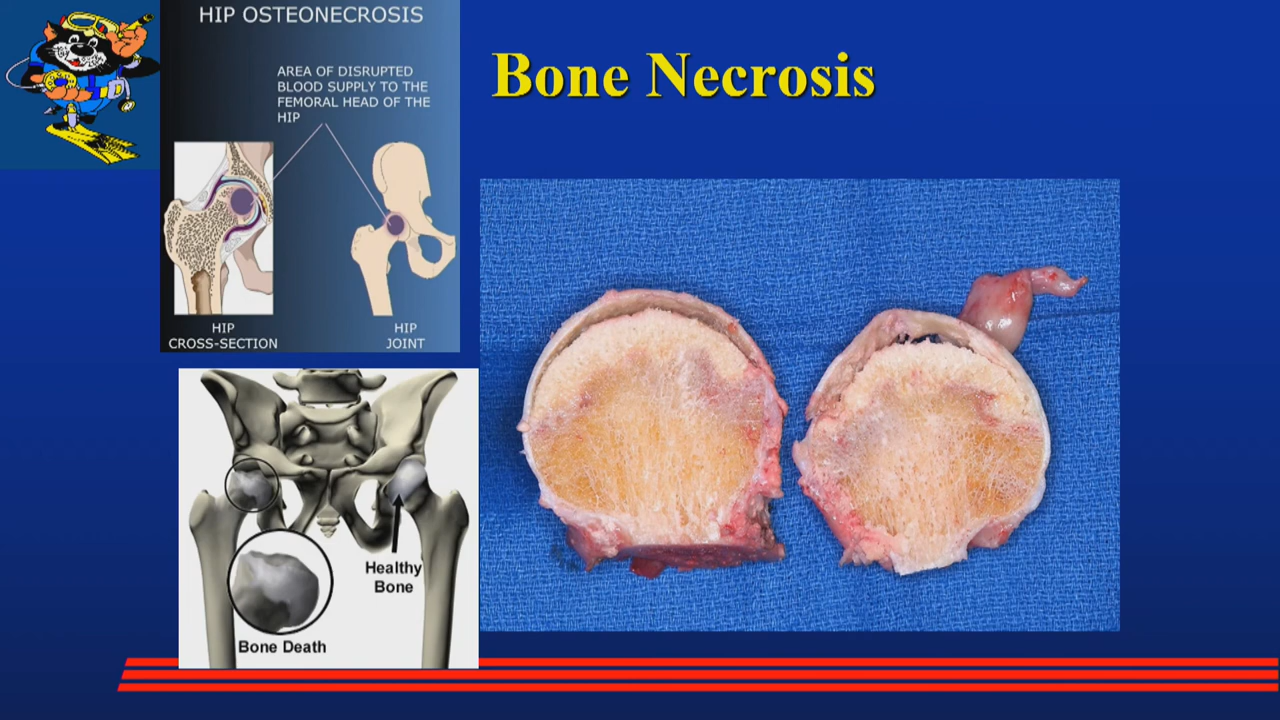 HIP OSTEONECROSIS
AREA OF DISRUPTED
BLOOD SUPPLY TO THE
FEMORAL HEAD OF THE
HIP
HIP
CROSS-SECTION
HIP
JOINT
Bone Necrosis
Healthy
Bone
Bone Death